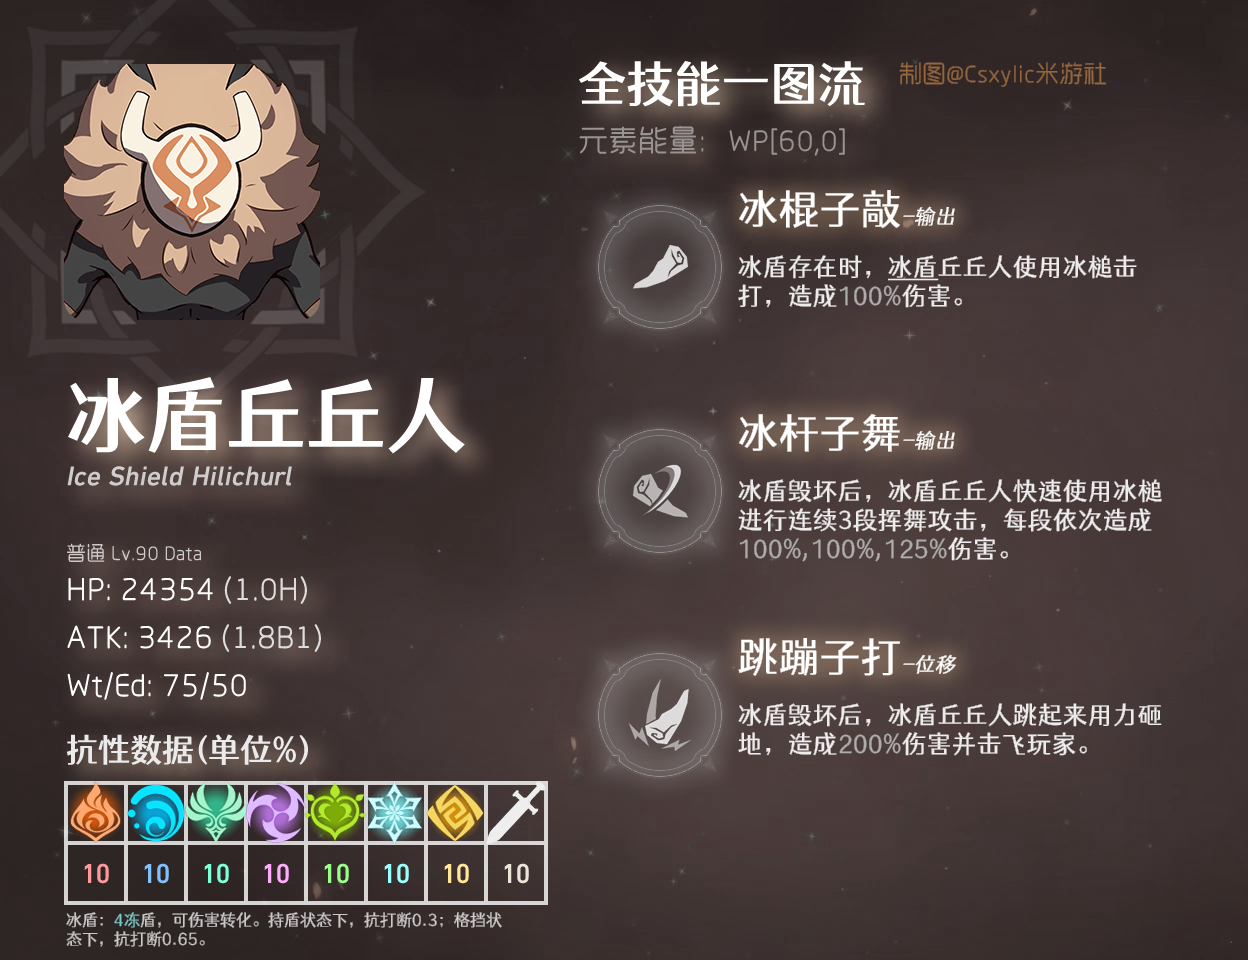 全技能一图流
制图@Csxylic米游社
元素能量： WP[60,0]
冰棍子敲-输出
冰盾存在时，冰盾丘丘人使用冰槌击
打，造成100%伤害。
冰杆子舞-输出
冰盾毁坏后，冰盾丘丘人快速使用冰槌
进行连续3段挥舞攻击，每段依次造成
100%,100%,125%伤害。
跳蹦子打-位移
冰盾毁坏后，冰盾丘丘人跳起来用力砸
地，造成200%伤害并击飞玩家。
冰盾丘丘人
Ice Shield Hilichurl
普通 Lv.90 Data
HP: 24354 (1.0H)
ATK: 3426 (1.8B1)
Wt/Ed: 75/50
抗性数据(单位%)
10 10 10 10 10 10 10 10
冰盾：4冻盾，可伤害转化。持盾状态下，抗打断0.3；格挡状
态下，抗打断0.65。